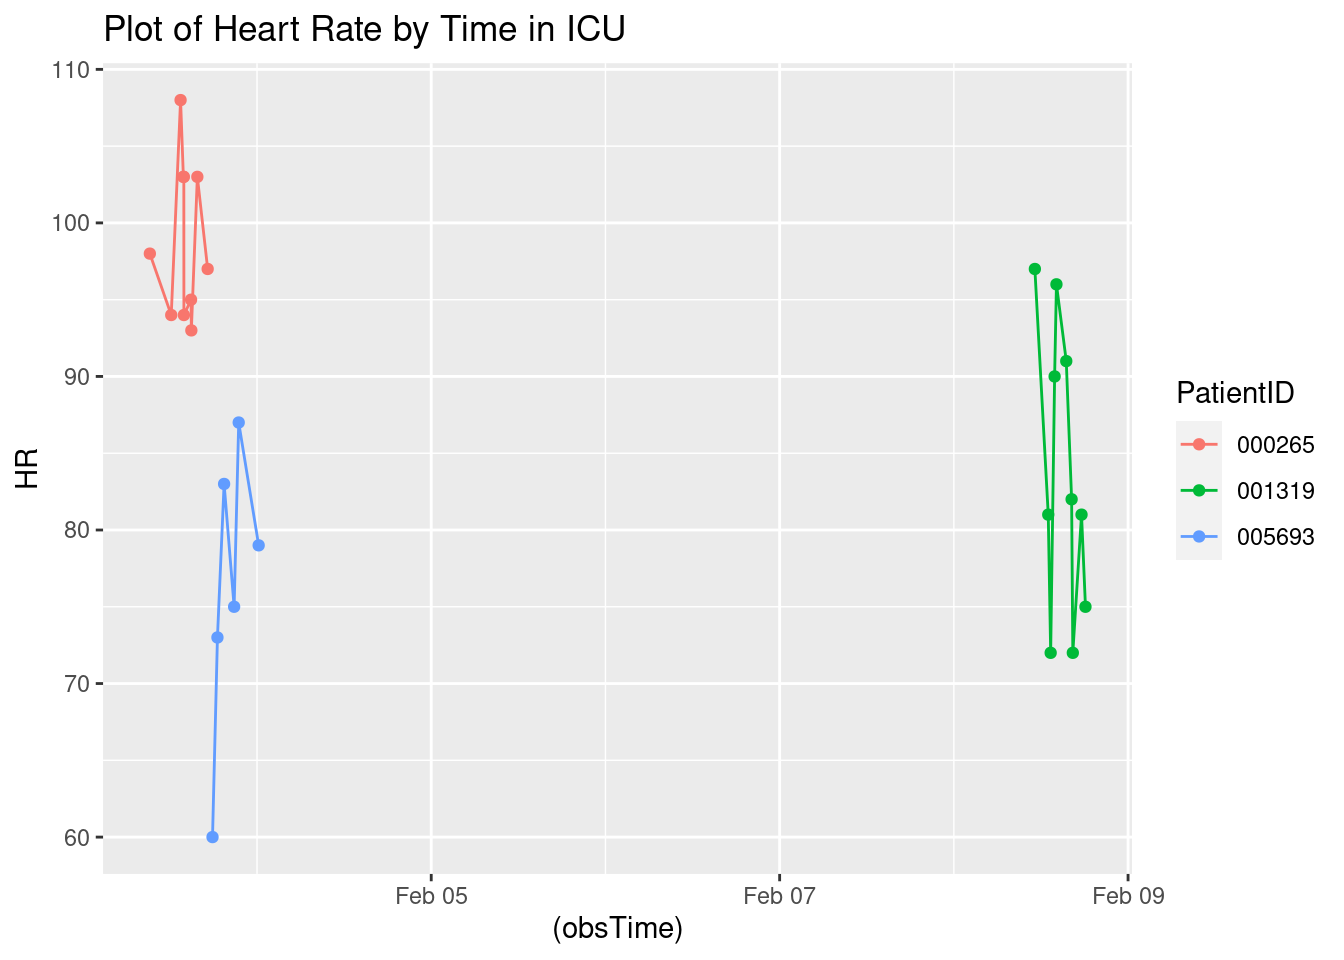 Plot of Heart Rate by Time in ICU
110
100
90
80
70
60
HR
Feb 05
Feb 07
Feb 09
(obsTime)
PatientID
000265
001319
005693